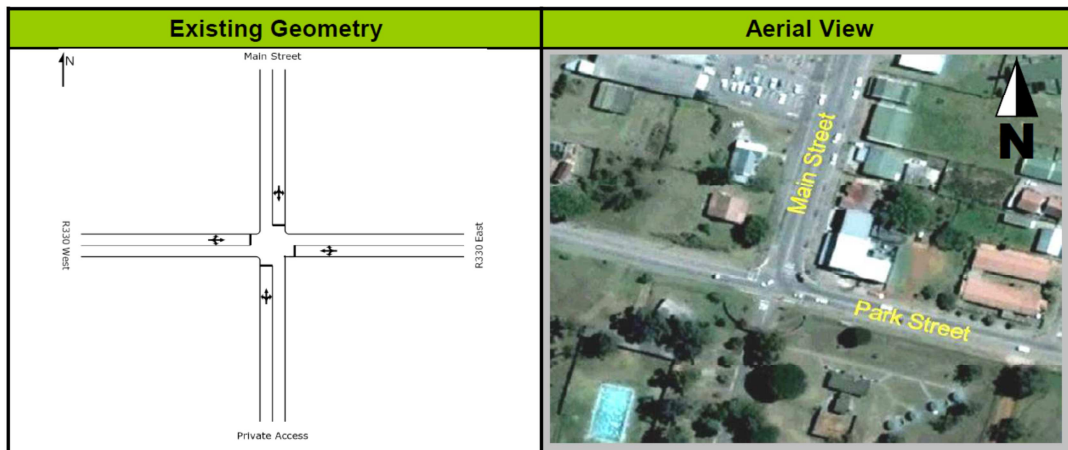 Existing Geometry
Aerial View
N
Main Street
R330 West
R330 East
Private Access
N
Main Street
Park Street